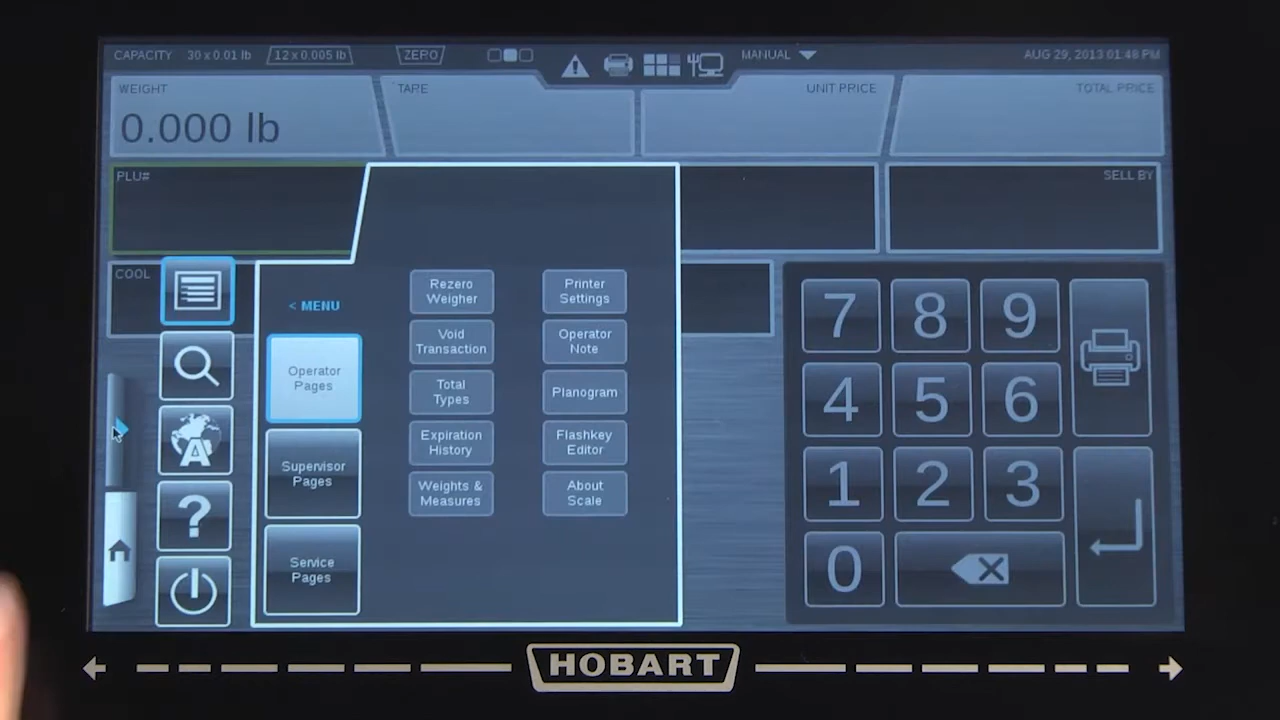 CAPACITY 30 x 0.01 lb 12 x 0.005 lb ZERO MANUAL AUG 29, 2013 01:48 PM
WEIGHT TARE UNIT PRICE TOTAL PRICE
0.000 lb
PLU# SELL BY
COOL
< MENU
Operator
Pages
Supervisor
Pages
Service
Pages
Rezero
Weigher
Printer
Settings
Void
Transaction
Operator
Note
Total
Types
Planogram
Expiration
History
Flashkey
Editor
Weights &
Measures
About
Scale
A
?
7 8 9
4 5 6
1 2 3
0
HOBART